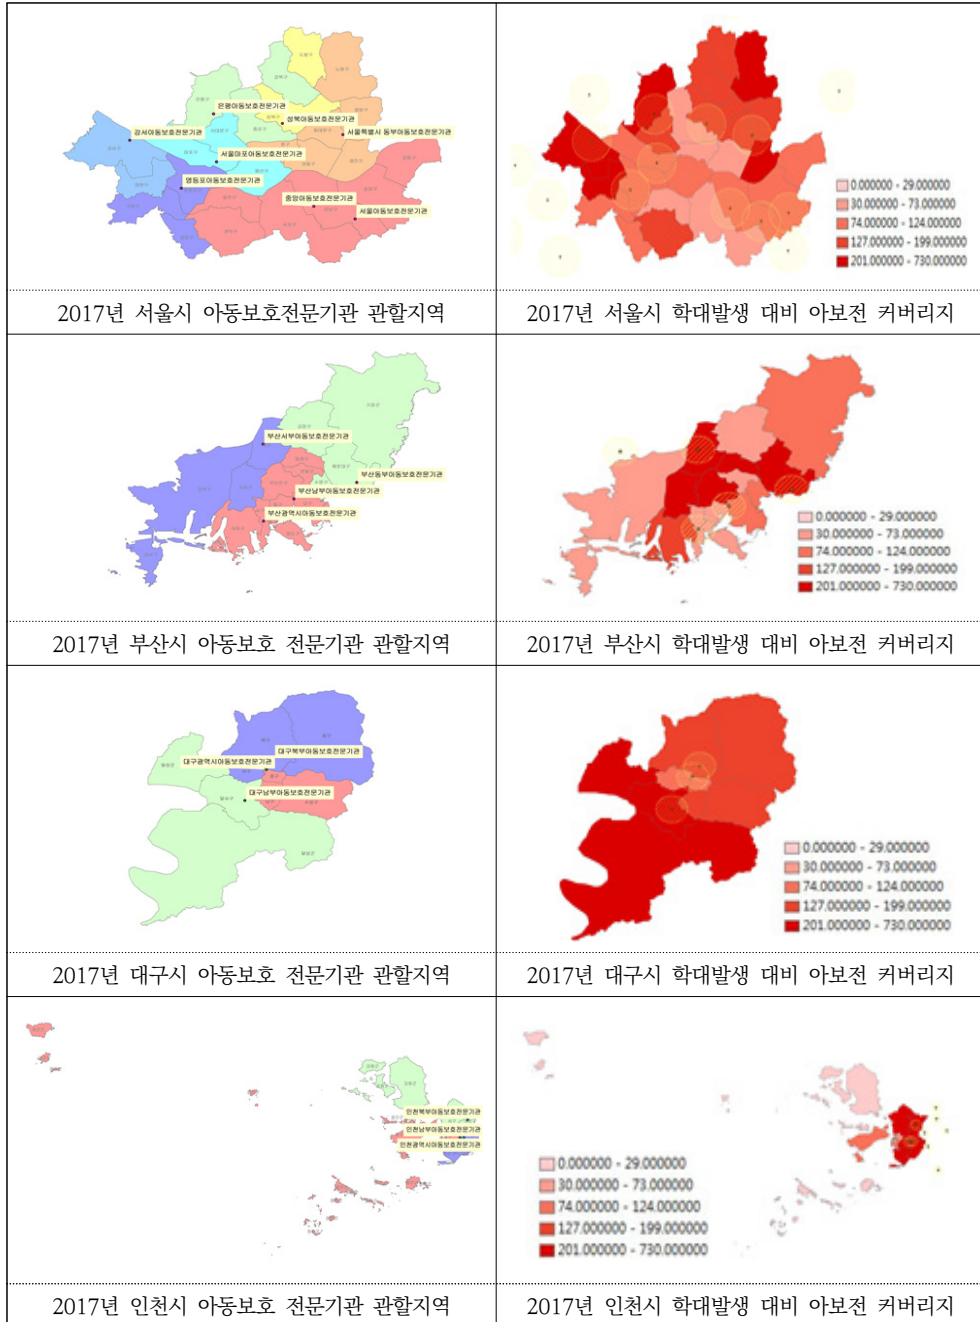 은평아동보호전문기관
성북아동보호전문기관
강서아동보호전문기관
서울특별시 동부아동보호전문기관
서울마포아동보호전문기관
영등포아동보호전문기관
중앙아동보호전문기관
서울아동보호전문기관
0.000000 - 29.000000
30.000000 - 73.000000
74.000000 - 124.000000
127.000000 - 199.000000
201.000000 - 730.000000
2017년 서울시 아동보호전문기관 관할지역
2017년 서울시 학대발생 대비 아보전 커버리지
부산서부아동보호전문기관
부산동부아동보호전문기관
부산남부아동보호전문기관
부산광역시아동보호전문기관
0.000000 - 29.000000
30.000000 - 73.000000
74.000000 - 124.000000
127.000000 - 199.000000
201.000000 - 730.000000
2017년 부산시 아동보호 전문기관 관할지역
2017년 부산시 학대발생 대비 아보전 커버리지
대구북부아동보호전문기관
대구광역시아동보호전문기관
대구남부아동보호전문기관
0.000000 - 29.000000
30.000000 - 73.000000
74.000000 - 124.000000
127.000000 - 199.000000
201.000000 - 730.000000
2017년 대구시 아동보호 전문기관 관할지역
2017년 대구시 학대발생 대비 아보전 커버리지
인천북부아동보호전문기관
인천남부아동보호전문기관
인천광역시아동보호전문기관
0.000000 - 29.000000
30.000000 - 73.000000
74.000000 - 124.000000
127.000000 - 199.000000
201.000000 - 730.000000
2017년 인천시 아동보호 전문기관 관할지역
2017년 인천시 학대발생 대비 아보전 커버리지